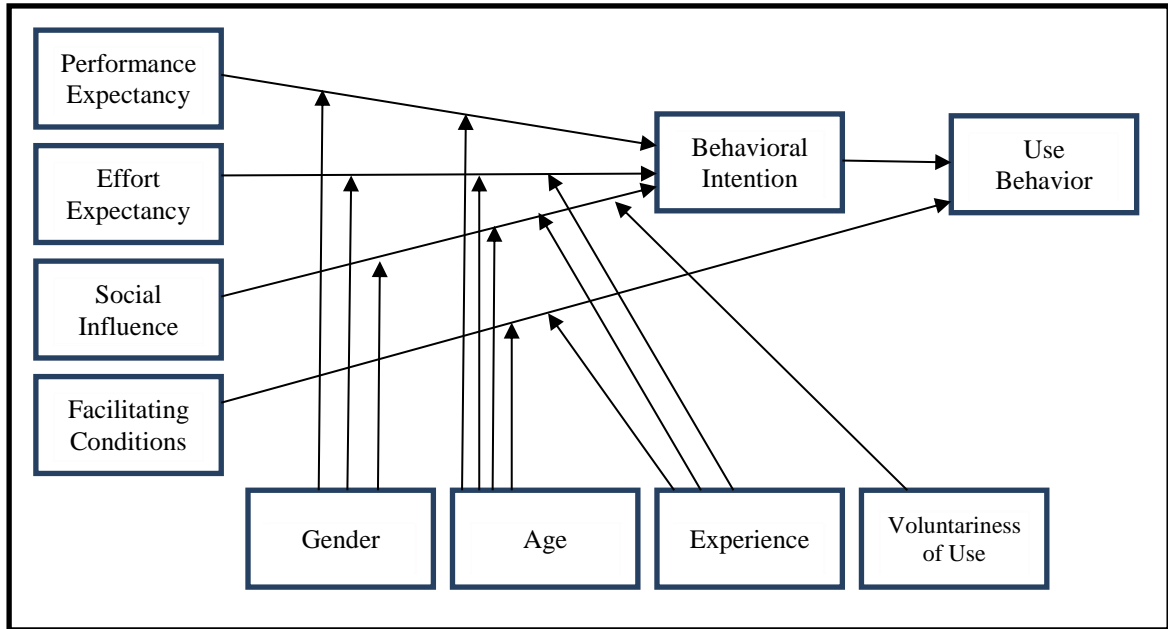 Performance
Expectancy
Effort
Expectancy
Social
Influence
Facilitating
Conditions
Behavioral
Intention
Use
Behavior
Gender
Age
Experience
Voluntariness
of Use